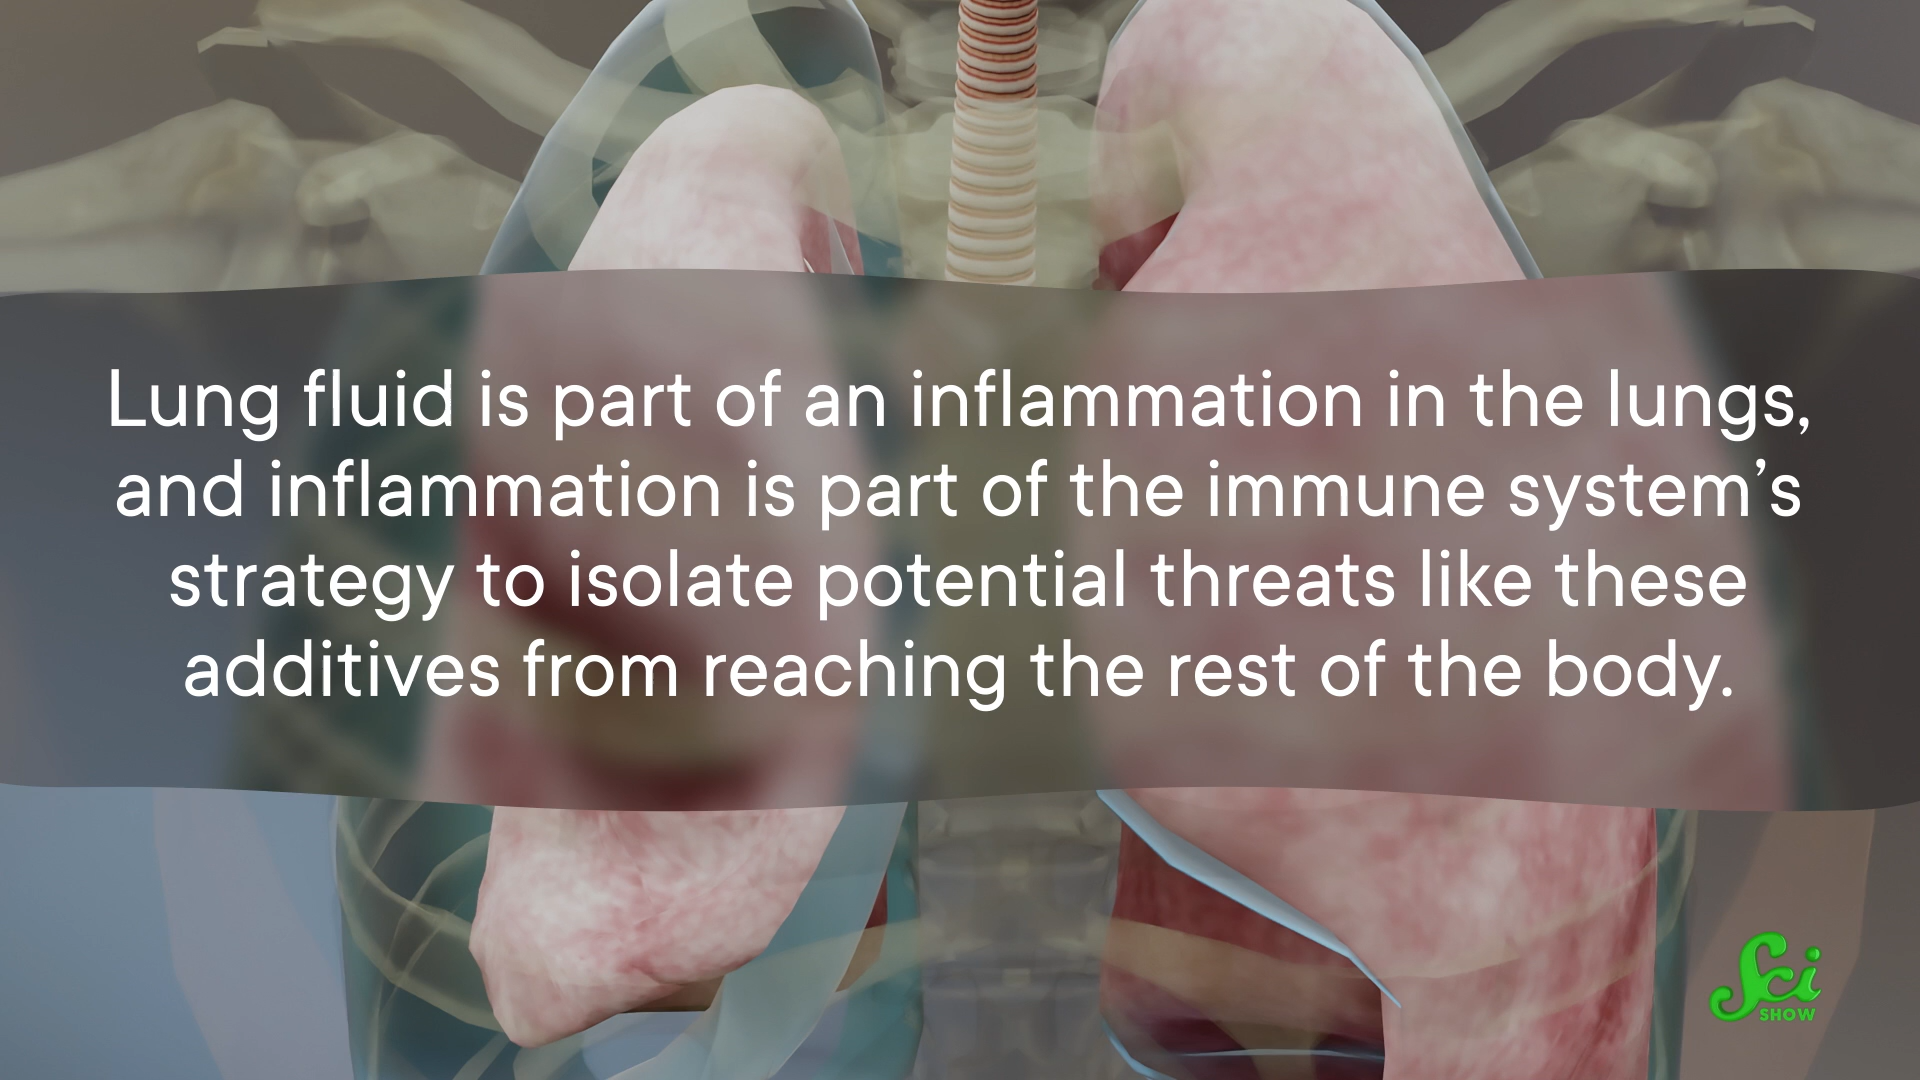 Lung fluid is part of an inflammation in the lungs,
and inflammation is part of the immune system’s
strategy to isolate potential threats like these
additives from reaching the rest of the body.
Sci
SHOW